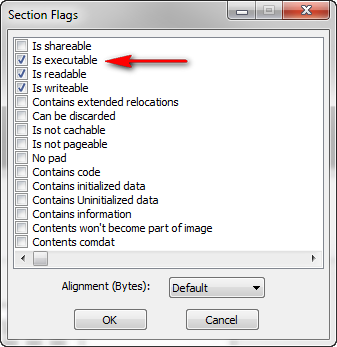 Section Flags
Is shareable
Is executable
Is readable
Is writeable
Contains extended relocations
Can be discarded
Is not cachable
Is not pageable
No pad
Contains code
Contains initialized data
Contains Uninitialized data
Contains information
Contents won't become part of image
Contents comdat
Alignment (Bytes): Default
OK Cancel